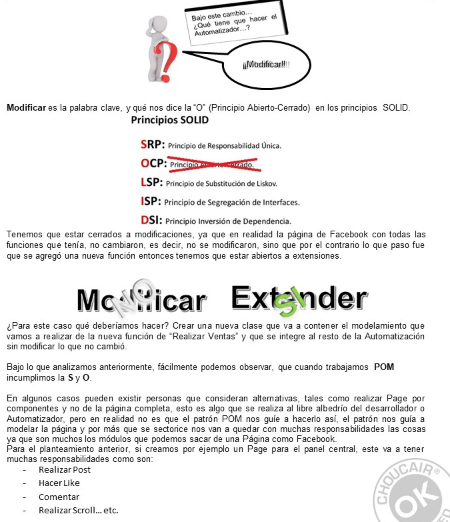 Bajo este cambio...
¿Qué tiene que hacer el
Automatizador...?
¡¡Modificar!!
Modificar es la palabra clave, y qué nos dice la "O" (Principio Abierto-Cerrado) en los principios SOLID.
Principios SOLID
SRP: Principio de Responsabilidad Única.
OCP: Principio
LSP: Principio de Substitución de Liskov.
ISP: Principio de Segregación de Interfaces.
DSI: Principio Inversión de Dependencia.
Tenemos que estar cerrados a modificaciones, ya que en realidad la página de Facebook con todas las
funciones que tenía, no cambiaron, es decir, no se modificaron, sino que por el contrario lo que paso fue
que se agregó una nueva función entonces tenemos que estar abiertos a extensiones.
Modificar Extender
NO SI
¿Para este caso qué deberíamos hacer? Crear una nueva clase que va a contener el modelamiento que
vamos a realizar de la nueva función de "Realizar Ventas" y que se integre al resto de la Automatización
sin modificar lo que no cambió.
Bajo lo que analizamos anteriormente, fácilmente podemos observar, que cuando trabajamos POM
incumplimos la S y O.
En algunos casos pueden existir personas que consideran alternativas, tales como realizar Page por
componentes y no de la página completa, esto es algo que se realiza al libre albedrío del desarrollador o
Automatizador, pero en realidad no es que el patrón POM nos guíe a hacerlo así, el patrón nos guía a
modelar la página y por más que se sectorice nos van a quedar con muchas responsabilidades las cosas
ya que son muchos los módulos que podemos sacar de una Página como Facebook.
Para el planteamiento anterior, si creamos por ejemplo un Page para el panel central, este va a tener
muchas responsabilidades como son:
- Realizar Post
- Hacer Like
- Comentar
- Realizar Scroll... etc.
CHOUCAIR
OK